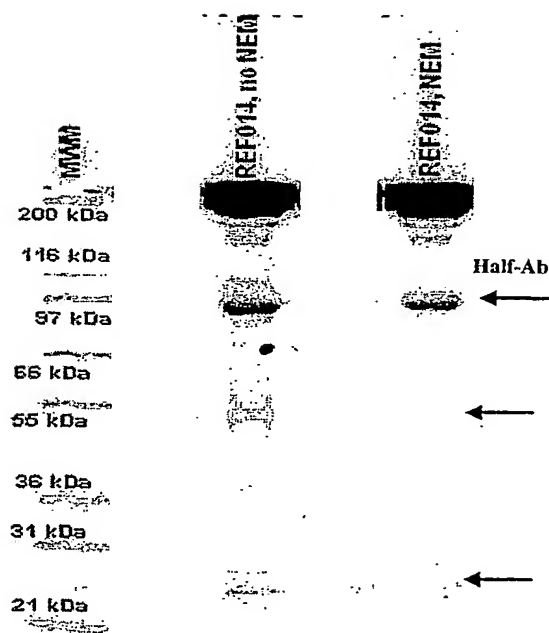 MWM
REF014, no NEM
REF014, NEM
200 kDa
116 kDa
Half-Ab
97 kDa
66 kDa
55 kDa
36 kDa
31 kDa
21 kDa